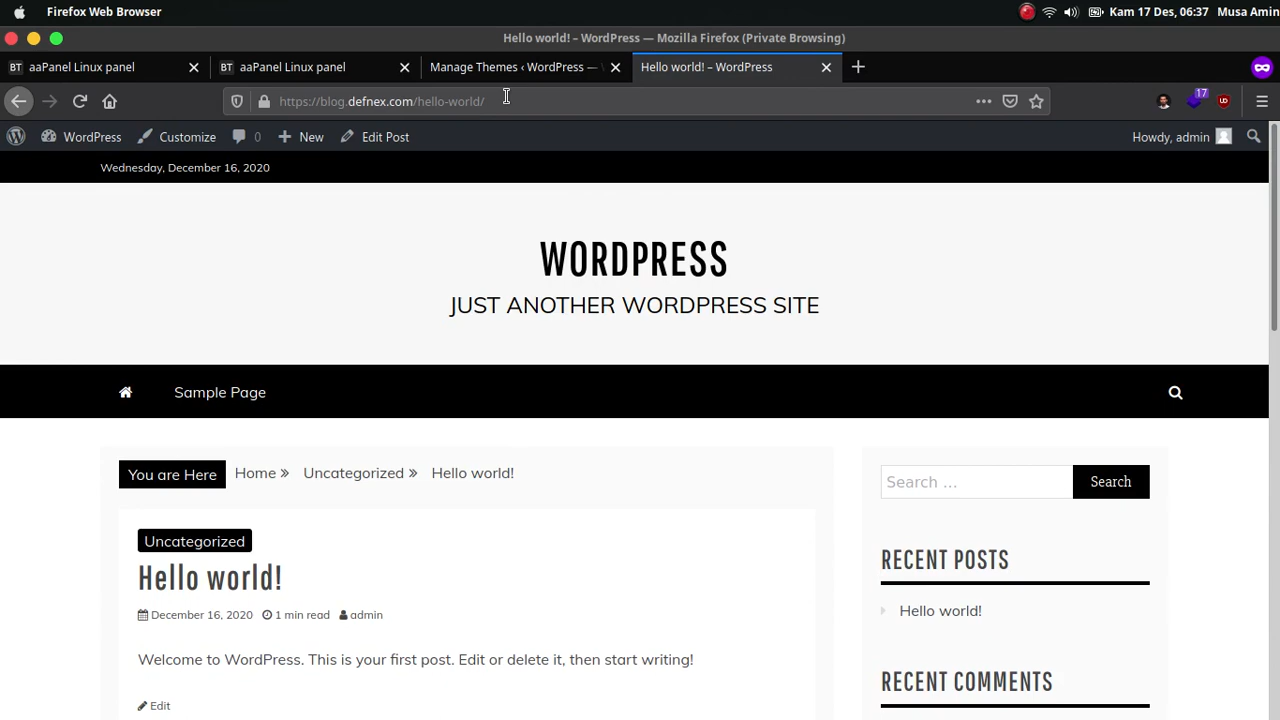 Firefox Web Browser
Kam 17 Des, 06:37 Musa Amin
Hello world! – WordPress — Mozilla Firefox (Private Browsing)
BT aaPanel Linux panel
BT aaPanel Linux panel
Manage Themes ‹ WordPress —
Hello world! – WordPress
https://blog.defnex.com/hello-world/
17
WordPress
Customize
0
New
Edit Post
Howdy, admin
Wednesday, December 16, 2020
WORDPRESS
JUST ANOTHER WORDPRESS SITE
Sample Page
You are Here Home » Uncategorized » Hello world!
Search …
Search
Uncategorized
Hello world!
December 16, 2020 1 min read admin
Welcome to WordPress. This is your first post. Edit or delete it, then start writing!
Edit
RECENT POSTS
Hello world!
RECENT COMMENTS